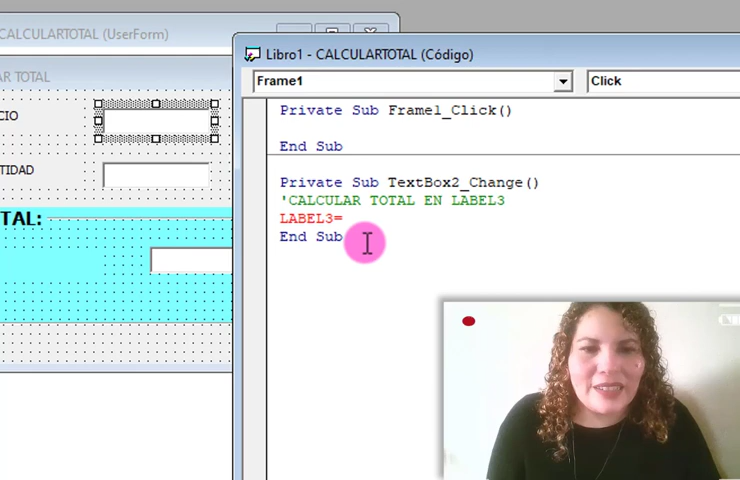 CALCULARTOTAL (UserForm)
AR TOTAL
CIO
TIDAD
TAL:
Libro1 - CALCULARTOTAL (Código)
Frame1
Click
Private Sub Frame1_Click()
End Sub
Private Sub TextBox2_Change()
'CALCULAR TOTAL EN LABEL3
LABEL3=
End Sub